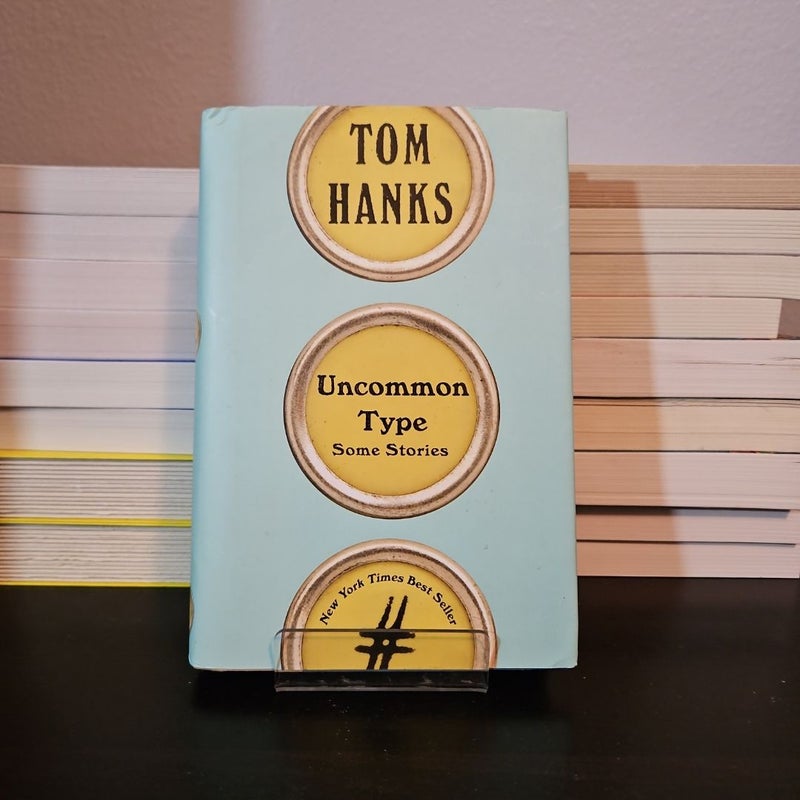 TOM
HANKS
Uncommon
Type
Some Stories
New York Times Best Seller
#